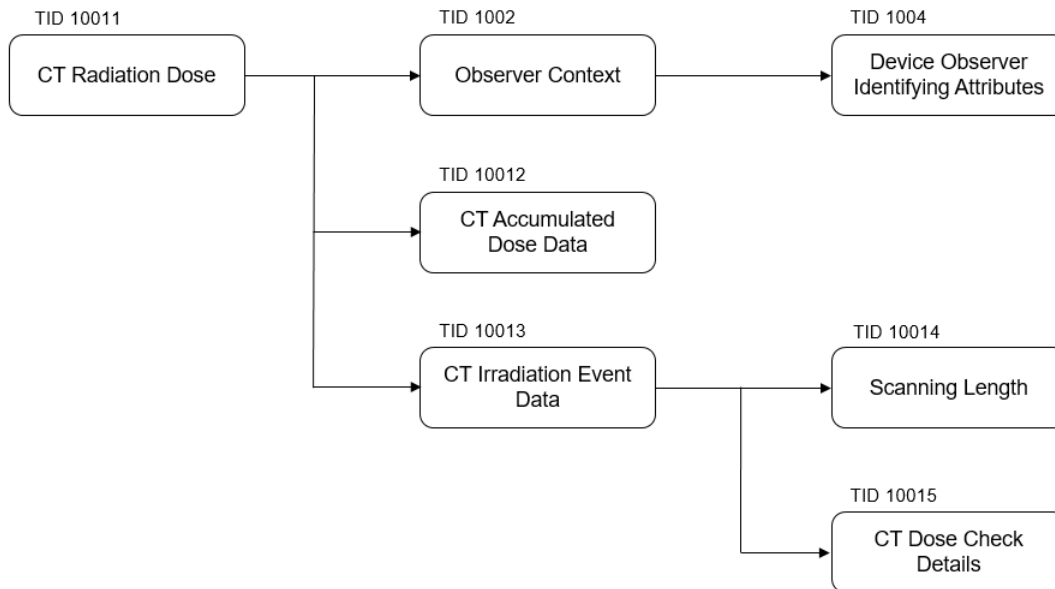 TID 10011
CT Radiation Dose
TID 1002
Observer Context
TID 1004
Device Observer
Identifying Attributes
TID 10012
CT Accumulated
Dose Data
TID 10013
CT Irradiation Event
Data
TID 10014
Scanning Length
TID 10015
CT Dose Check
Details